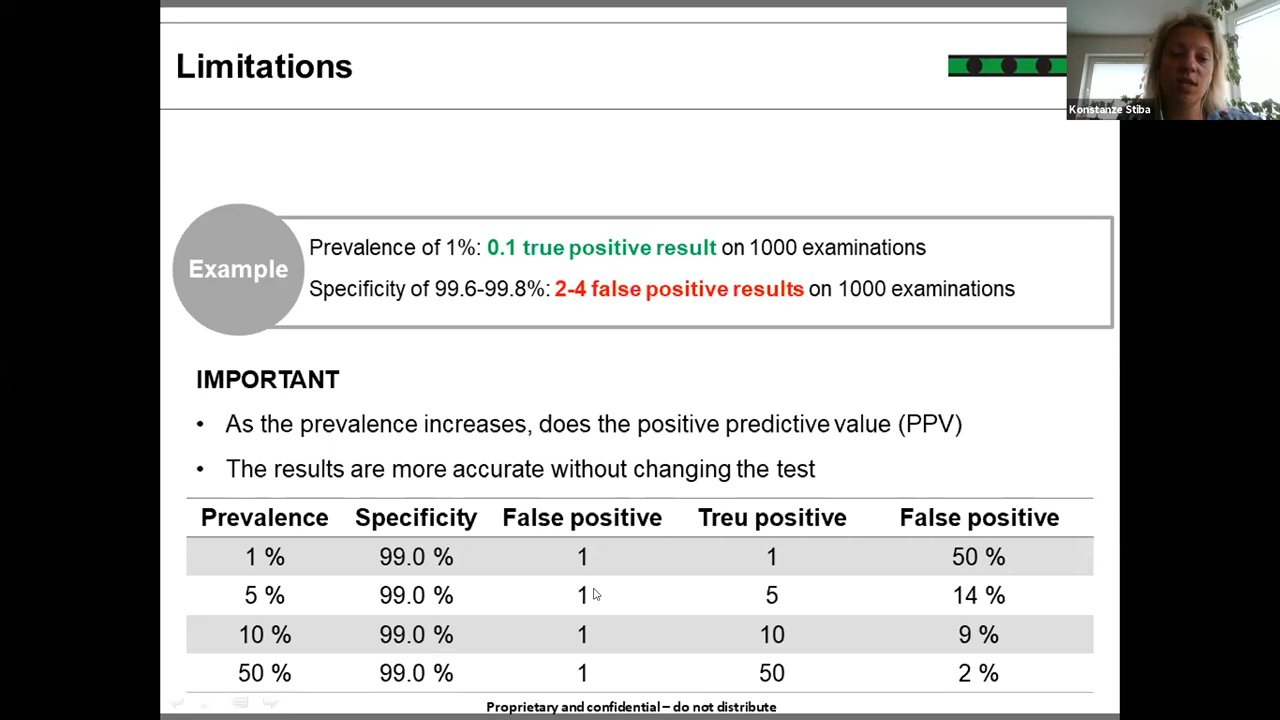 Limitations
Konstanze Stiba
Example
Prevalence of 1%: 0.1 true positive result on 1000 examinations
Specificity of 99.6-99.8%: 2-4 false positive results on 1000 examinations
IMPORTANT
• As the prevalence increases, does the positive predictive value (PPV)
• The results are more accurate without changing the test
Prevalence Specificity False positive Treu positive False positive
1 % 99.0 % 1 1 50 %
5 % 99.0 % 1 5 14 %
10 % 99.0 % 1 10 9 %
50 % 99.0 % 1 50 2 %
Proprietary and confidential – do not distribute